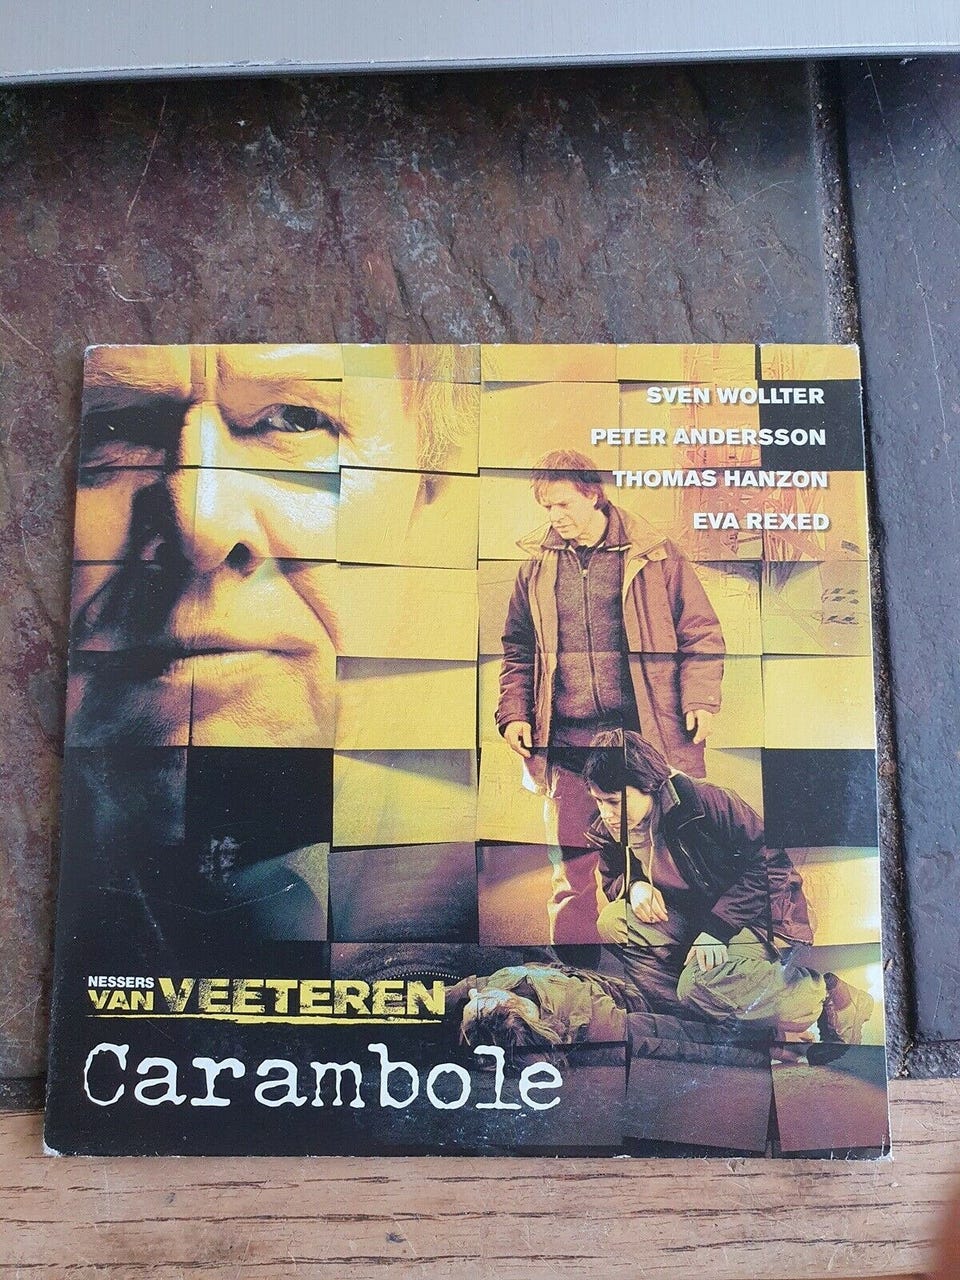 SVEN WOLLTER
PETER ANDERSSON
THOMAS HANZON
EVA REXED
NESSERS
VAN VEETEREN
Carambole